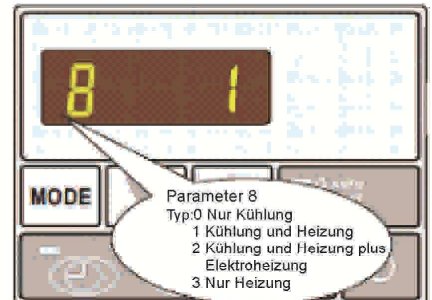 8 1
MODE
Parameter 8
Typ:0 Nur Kühlung
1 Kühlung und Heizung
2 Kühlung und Heizung plus
Elektroheizung
3 Nur Heizung